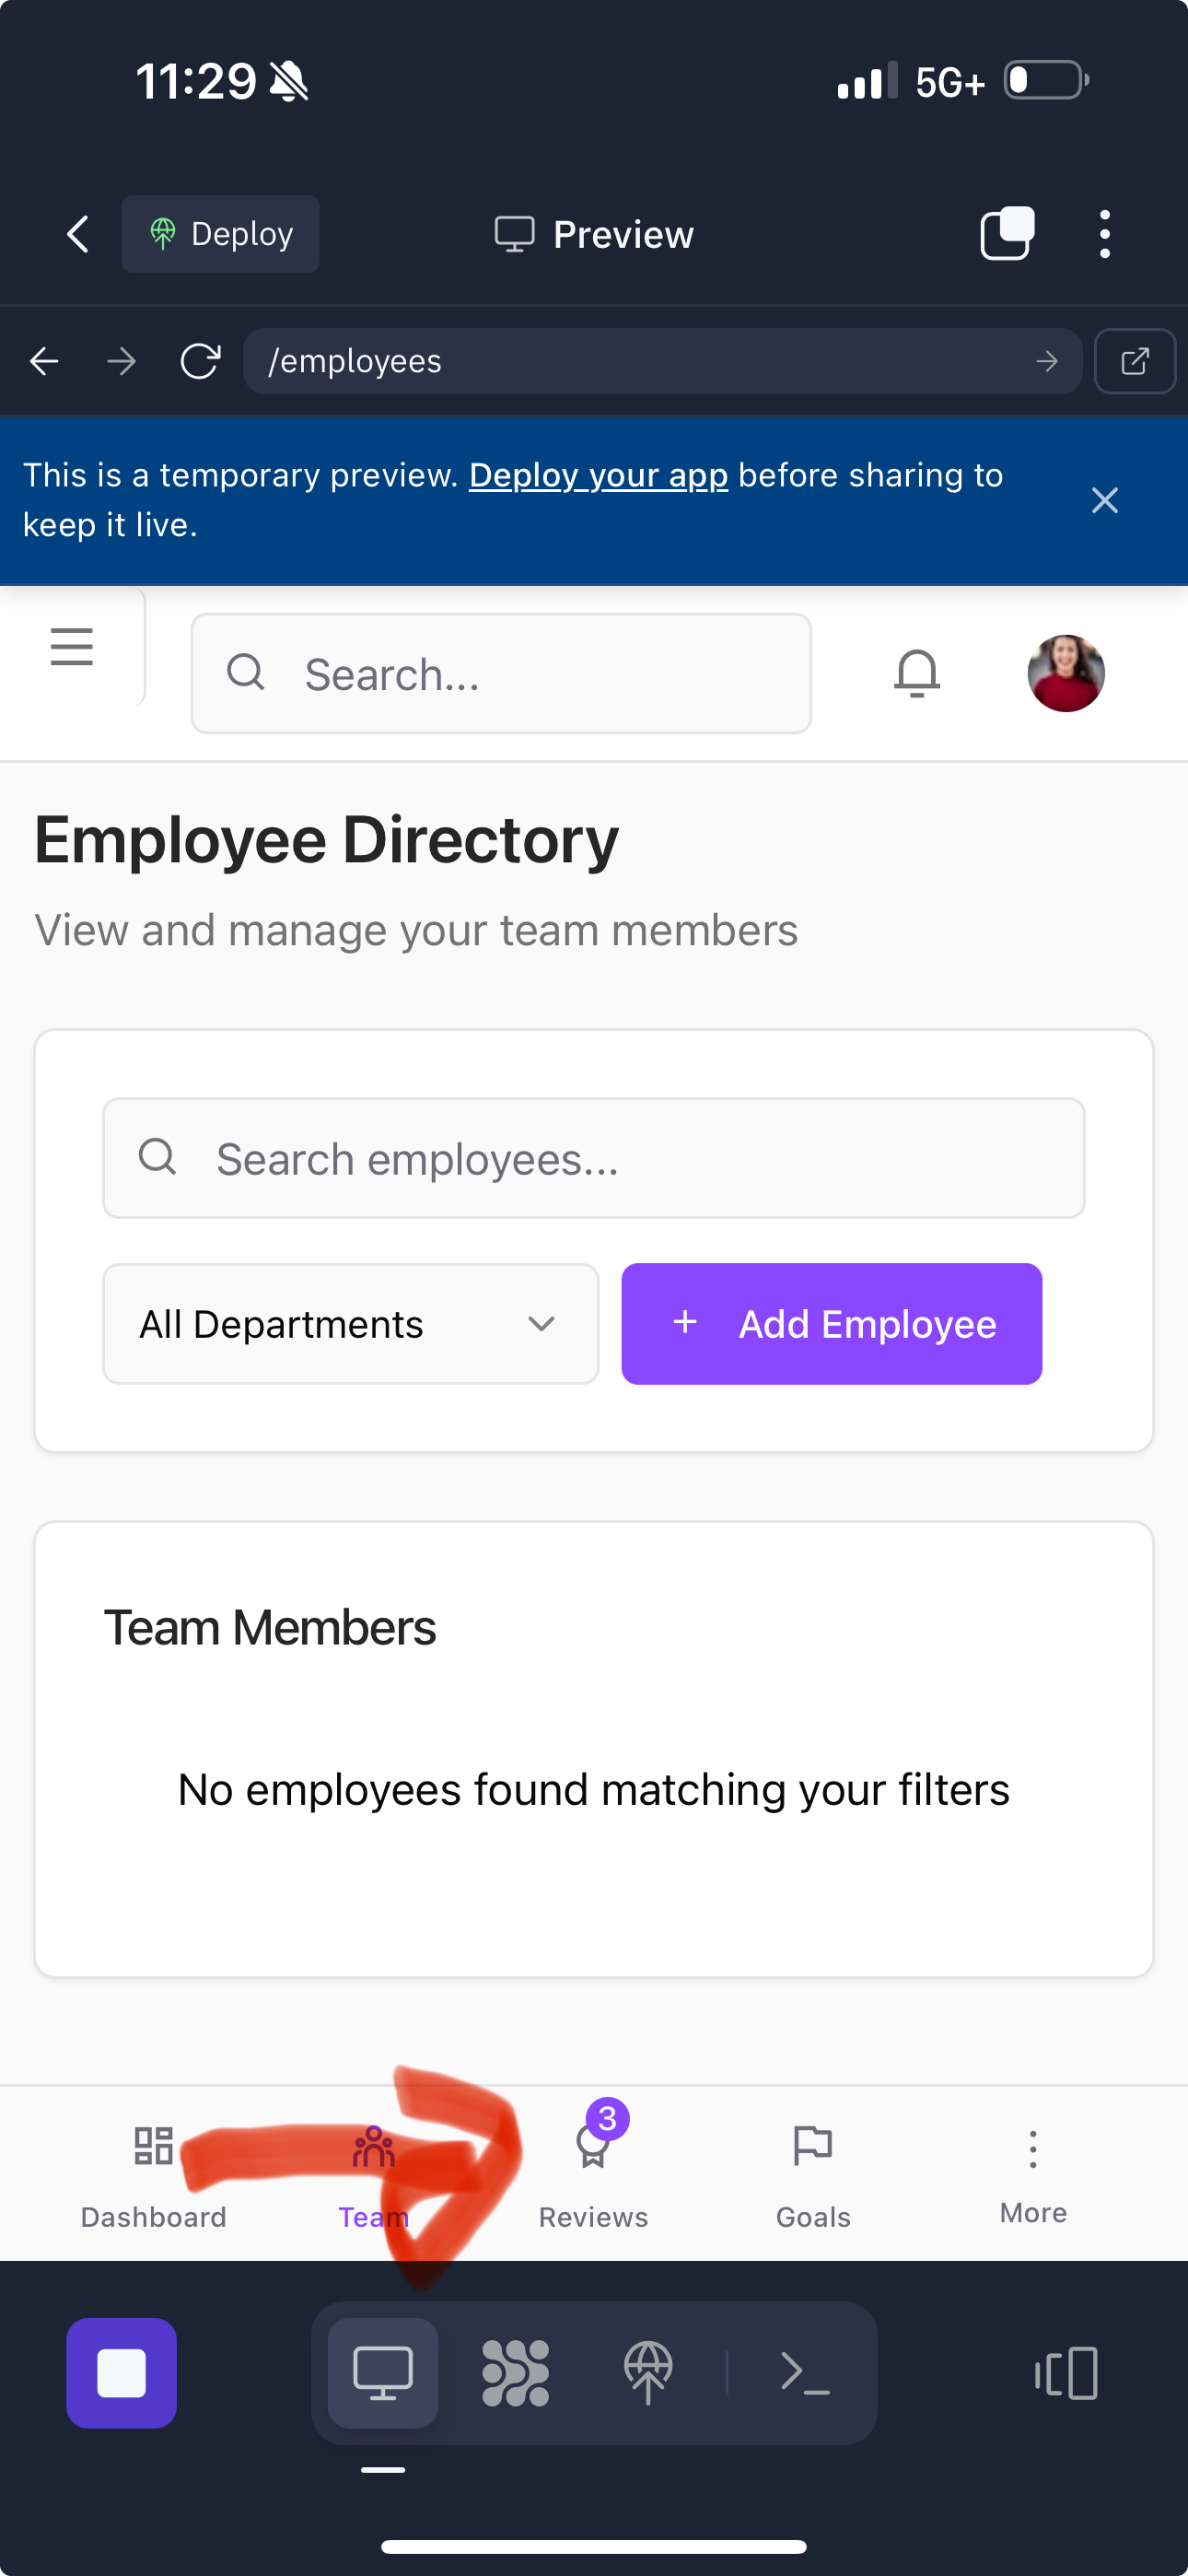 11:29 5G+
Deploy Preview
/employees
This is a temporary preview. Deploy your app before sharing to
keep it live.
Search...
Employee Directory
View and manage your team members
Search employees...
All Departments + Add Employee
Team Members
No employees found matching your filters
3
Dashboard Team Reviews Goals More